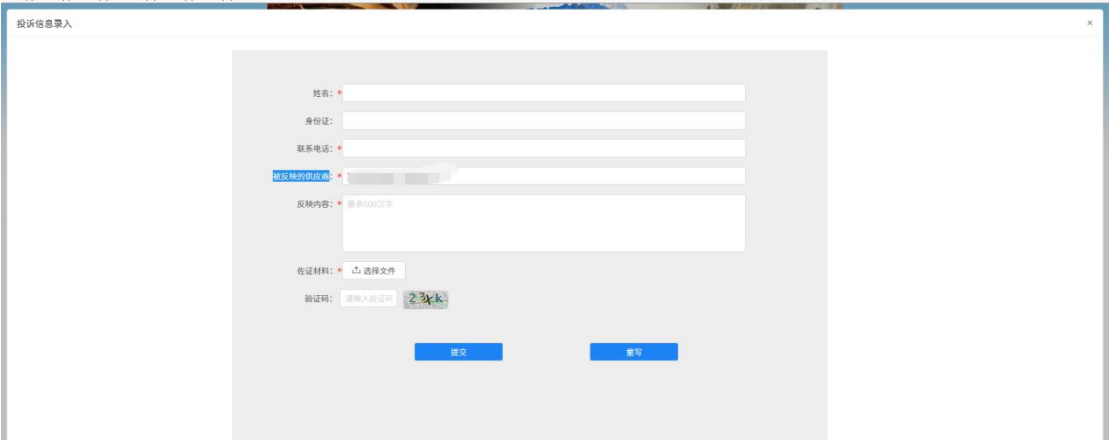 投诉信息录入
×
姓名： *
身份证：
联系电话： *
被反映的供应商： *
反映内容： * 最多500汉字
佐证材料： * 选择文件
验证码： 请输入验证码 23xk
提交 重写